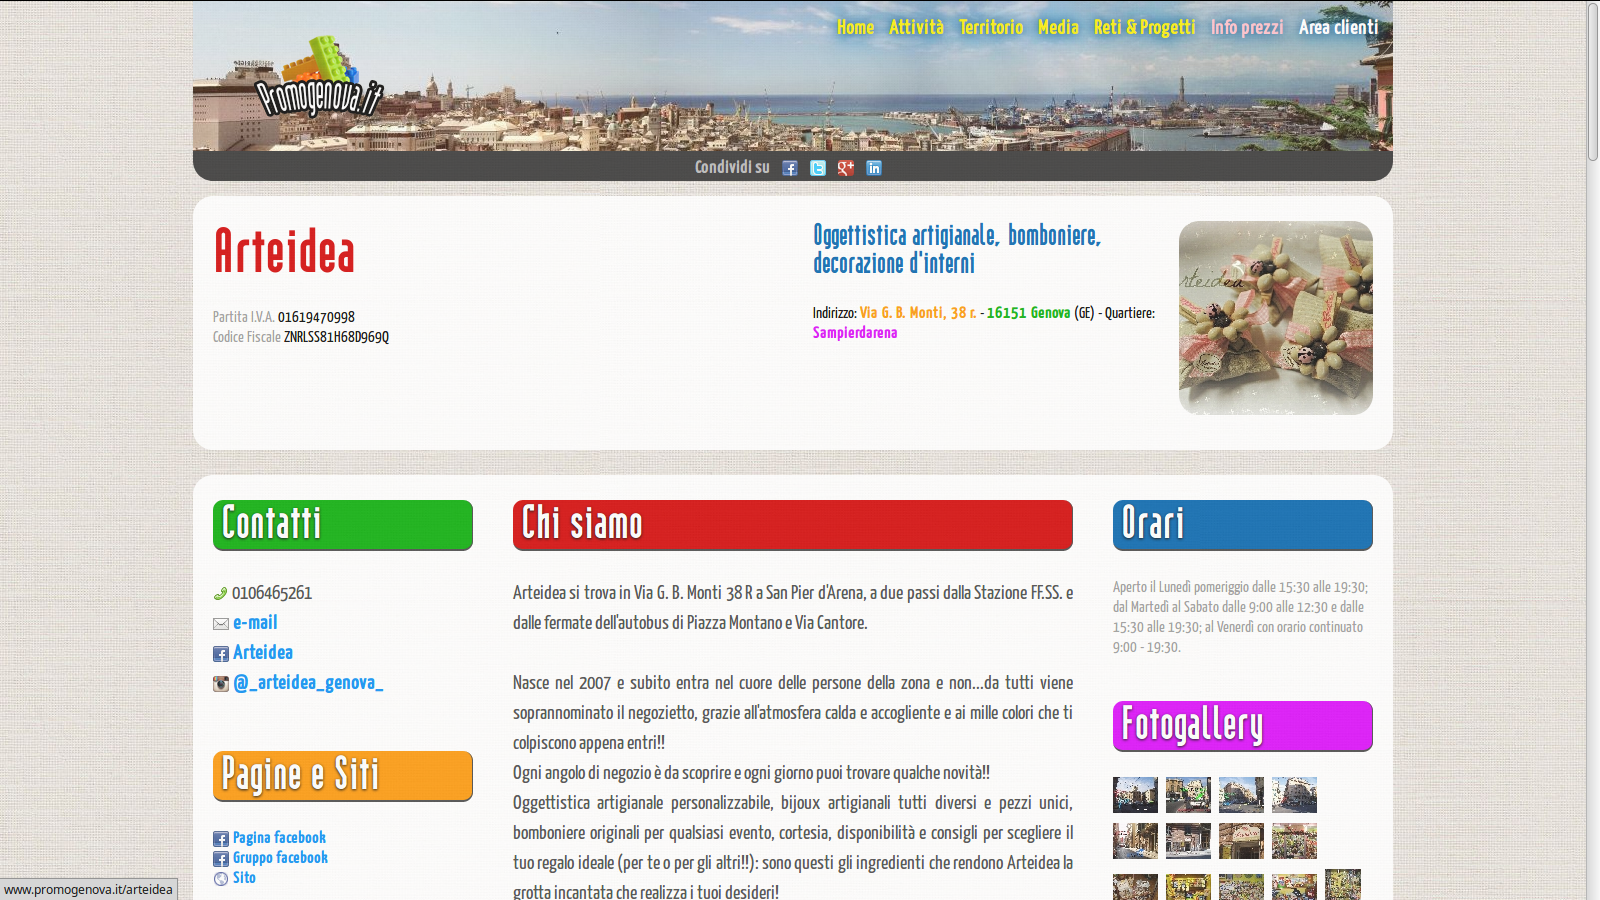 Home Attività Territorio Media Reti & Progetti Info prezzi Area clienti
Promogenova.it
Condividi su
Arteidea
Partita I.V.A. 01619470998
Codice Fiscale ZNRLSS81H68D969Q
Oggettistica artigianale, bomboniere,
decorazione d'interni
Indirizzo: Via G. B. Monti, 38 r. - 16151 Genova (GE) - Quartiere:
Sampierdarena
arteidea
Contatti
0106465261
e-mail
Arteidea
@_arteidea_genova_
Pagine e Siti
Pagina facebook
Gruppo facebook
Sito
Chi siamo
Arteidea si trova in Via G. B. Monti 38 R a San Pier d'Arena, a due passi dalla Stazione FF.SS. e
dalle fermate dell'autobus di Piazza Montano e Via Cantore.
Nasce nel 2007 e subito entra nel cuore delle persone della zona e non...da tutti viene
soprannominato il negozietto, grazie all'atmosfera calda e accogliente e ai mille colori che ti
colpiscono appena entri!!
Ogni angolo di negozio è da scoprire e ogni giorno puoi trovare qualche novità!!
Oggettistica artigianale personalizzabile, bijoux artigianali tutti diversi e pezzi unici,
bomboniere originali per qualsiasi evento, cortesia, disponibilità e consigli per scegliere il
tuo regalo ideale (per te o per gli altri!!): sono questi gli ingredienti che rendono Arteidea la
grotta incantata che realizza i tuoi desideri!
Orari
Aperto il Lunedì pomeriggio dalle 15:30 alle 19:30;
dal Martedì al Sabato dalle 9:00 alle 12:30 e dalle
15:30 alle 19:30; al Venerdì con orario continuato
9:00 - 19:30.
Fotogallery
www.promogenova.it/arteidea